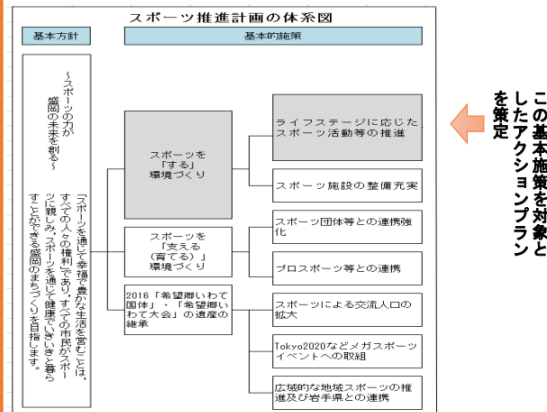 スポーツ推進計画の体系図
基本方針
基本的施策
~スポーツの力が
盛岡の未来を創る~
「スポーツを通じて幸福で豊かな生活を営むことは、
すべての人々の権利」であり、すべての市民がスポー
ツに親しみ、スポーツを通じて健康でいきいきと暮ら
すことができる盛岡のまちづくりを目指します。
スポーツを
「する」
環境づくり
ライフステージに応じた
スポーツ活動等の推進
スポーツ施設の整備充実
スポーツを
「支える
(育てる)」
環境づくり
スポーツ団体等との連携強
化
プロスポーツ等との連携
2016「希望郷いわて
国体」・「希望郷い
わて大会」の遺産の
継承
スポーツによる交流人口の
拡大
Tokyo2020などメガスポーツ
イベントへの取組
広域的な地域スポーツの推
進及び岩手県との連携
この基本施策を対象と
したアクションプラン
を策定